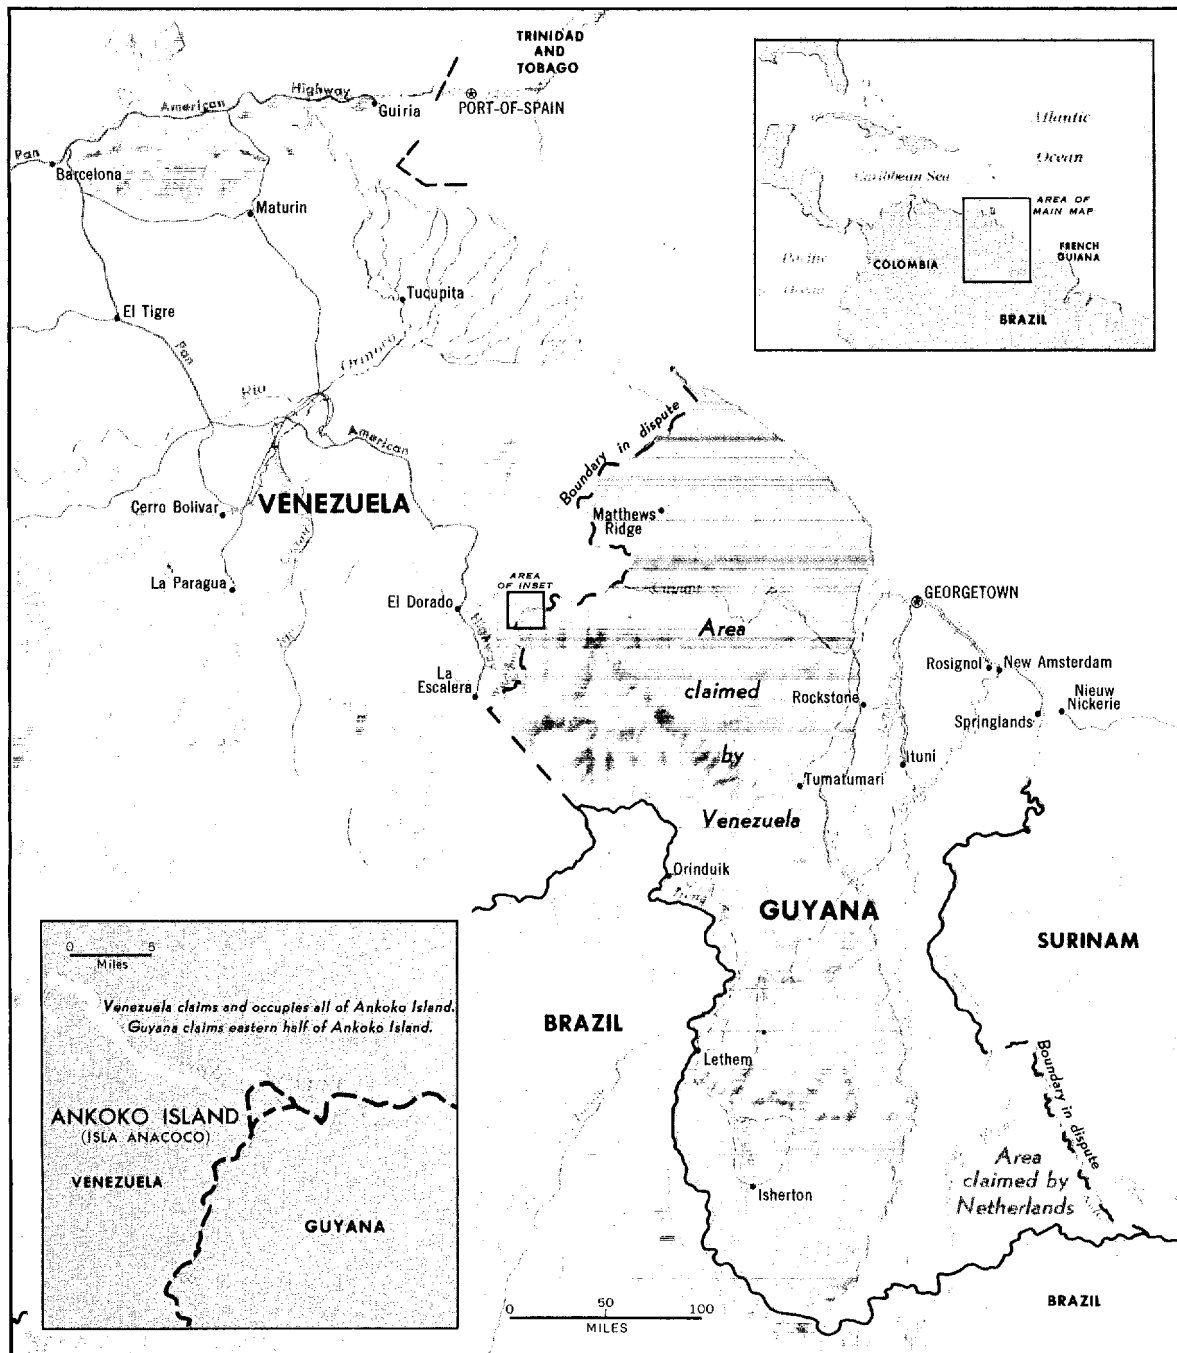 TRINIDAD
AND
TOBAGO
Pan
American
Highway
Guiria
PORT-OF-SPAIN
Barcelona
Maturin
Tucupita
El Tigre
Pan
Rio
Orinoco
American
Highway
Atlantic
Ocean
Caribbean Sea
AREA OF
MAIN MAP
Pacific
Ocean
COLOMBIA
FRENCH
GUIANA
BRAZIL
Boundary in dispute
Cerro Bolivar
VENEZUELA
Matthews
Ridge
La Paragua
AREA
OF INSET
El Dorado
Cuyuni
GEORGETOWN
Area
claimed
by
Venezuela
La
Escalera
Rosignol
New Amsterdam
Rockstone
Nieuw
Nickerie
Springlands
Ituni
Tumatumari
Orinduik
GUYANA
SURINAM
BRAZIL
Lethem
Boundary in dispute
Area
claimed by
Netherlands
Isherton
BRAZIL
0 50 100
MILES
0 5
Miles
Venezuela claims and occupies all of Ankoko Island.
Guyana claims eastern half of Ankoko Island.
ANKOKO ISLAND
(ISLA ANACOCO)
VENEZUELA
GUYANA